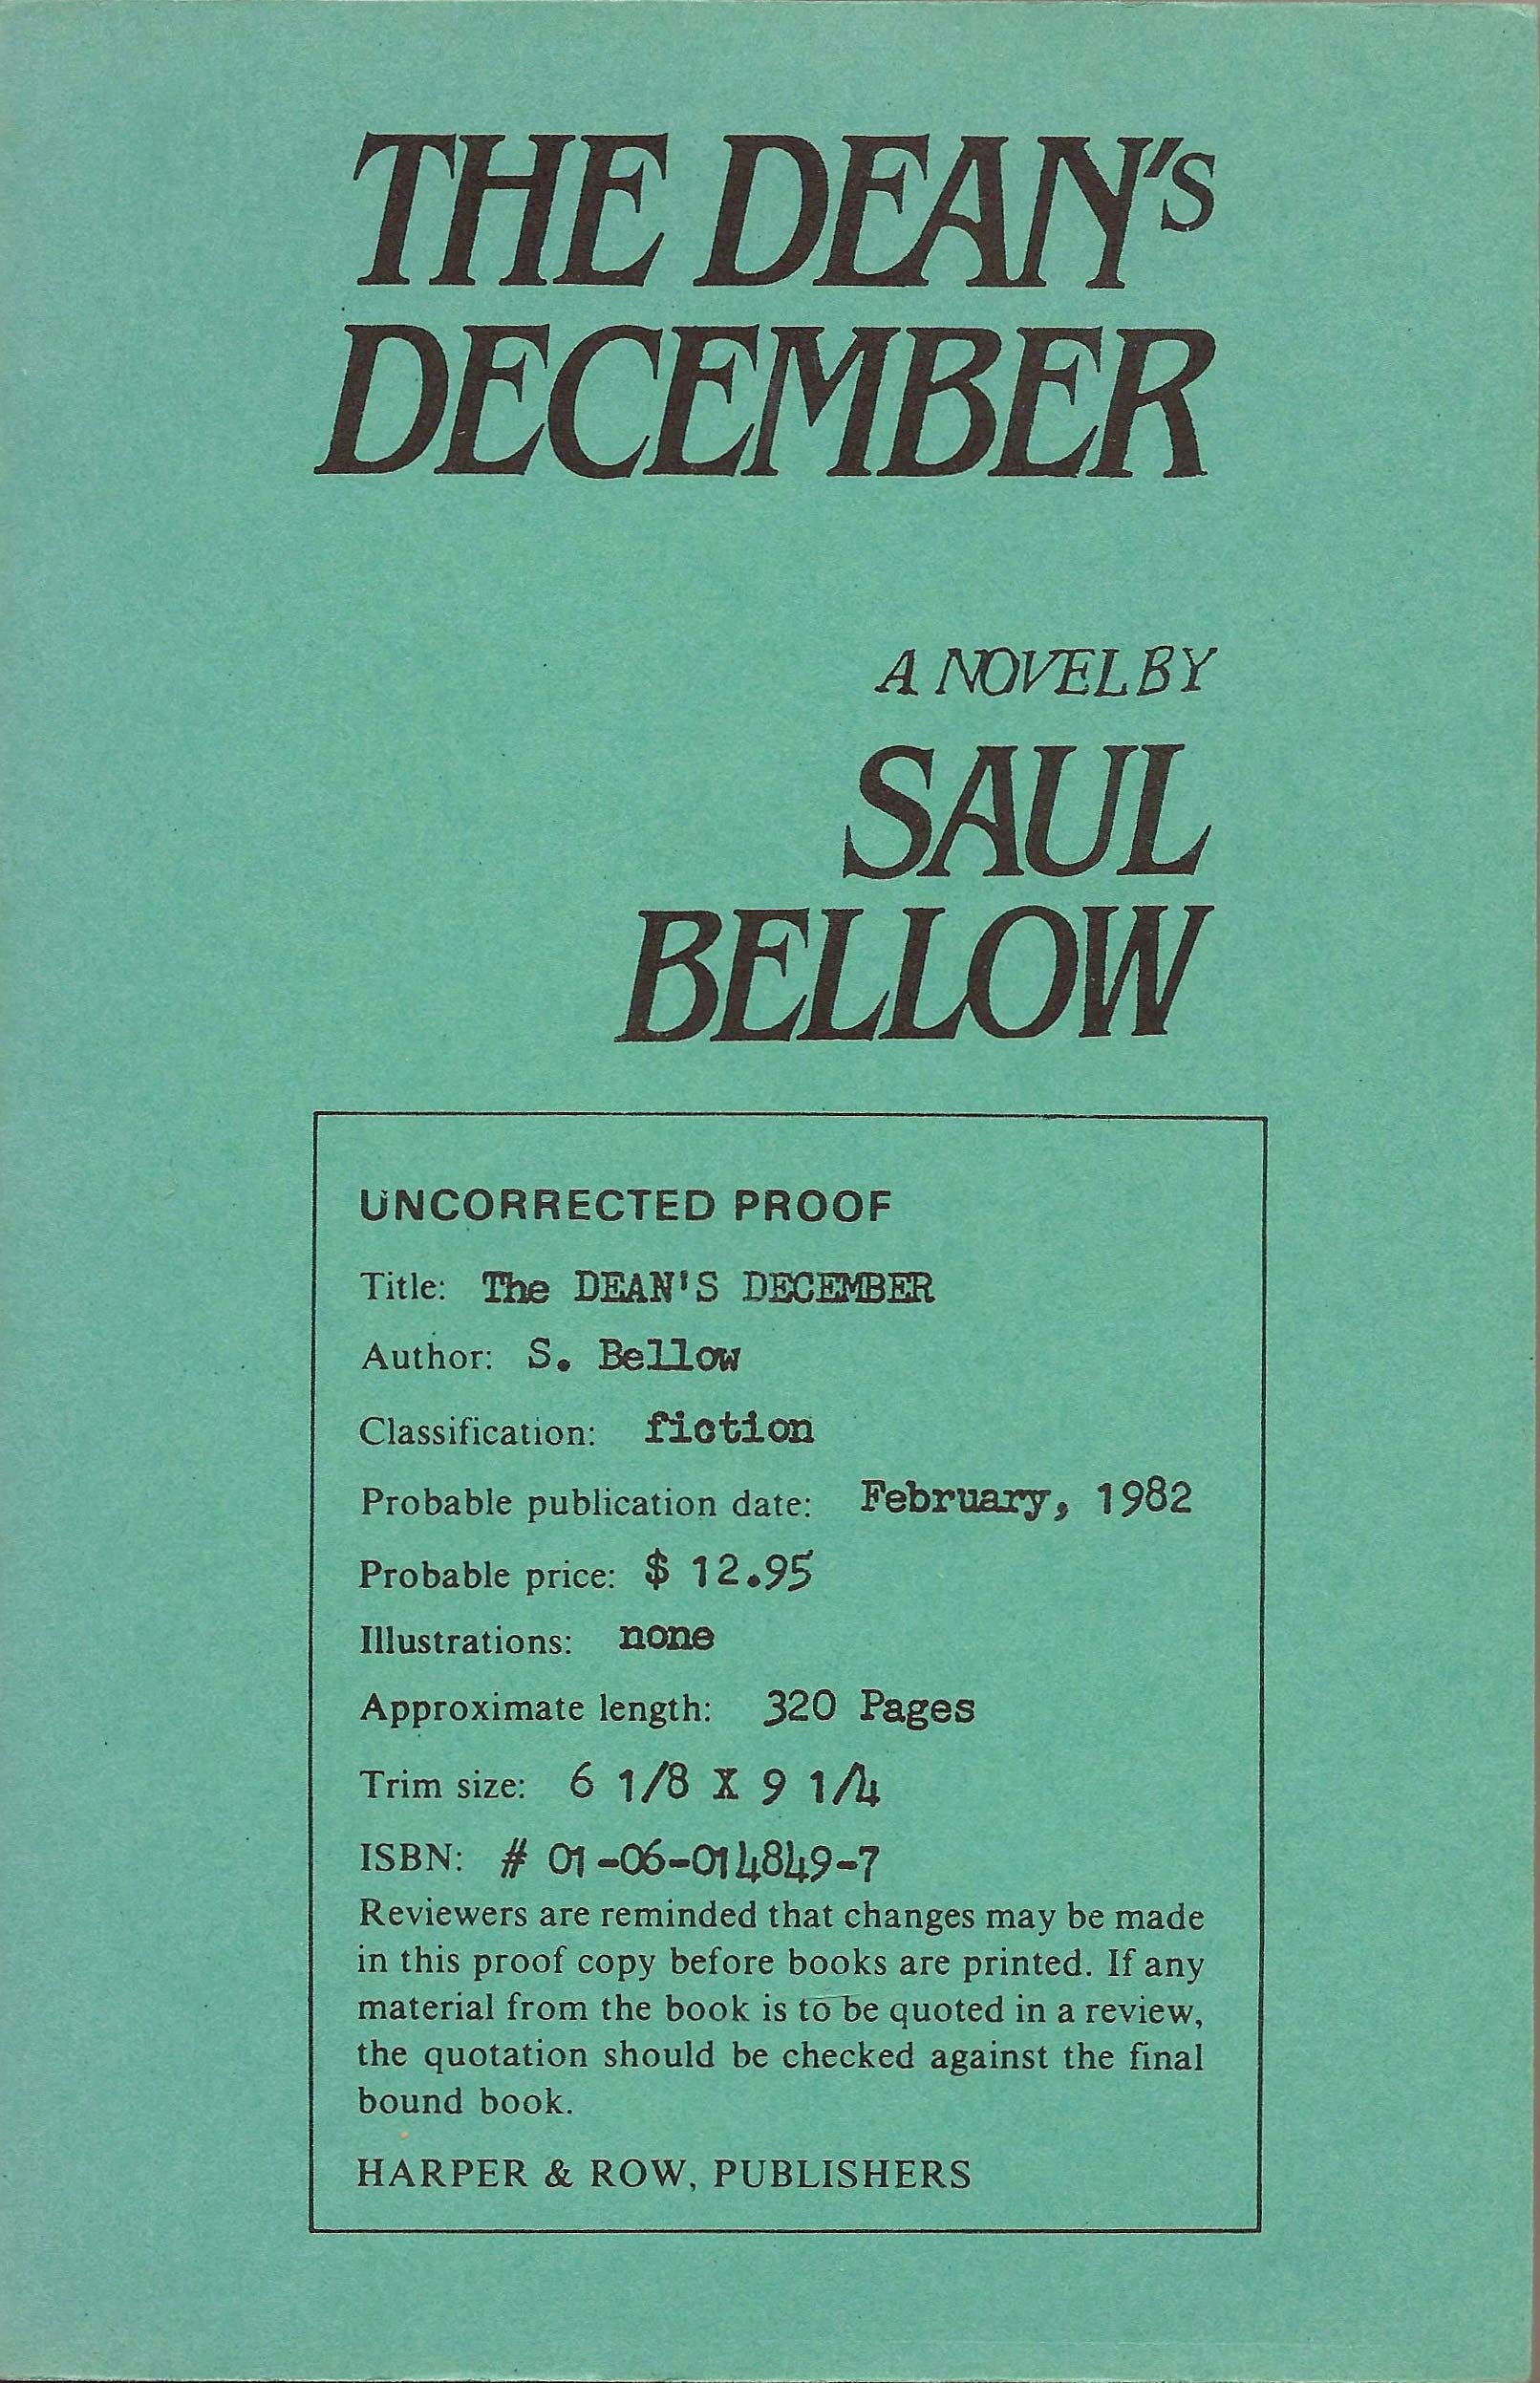 THE DEAN's
DECEMBER
A NOVEL BY
SAUL
BELLOW
UNCORRECTED PROOF
Title: The DEAN'S DECEMBER
Author: S. Bellow
Classification: fiction
Probable publication date: February, 1982
Probable price: $ 12.95
Illustrations: none
Approximate length: 320 Pages
Trim size: 6 1/8 X 9 1/4
ISBN: # 01-06-014849-7
Reviewers are reminded that changes may be made
in this proof copy before books are printed. If any
material from the book is to be quoted in a review,
the quotation should be checked against the final
bound book.
HARPER & ROW, PUBLISHERS